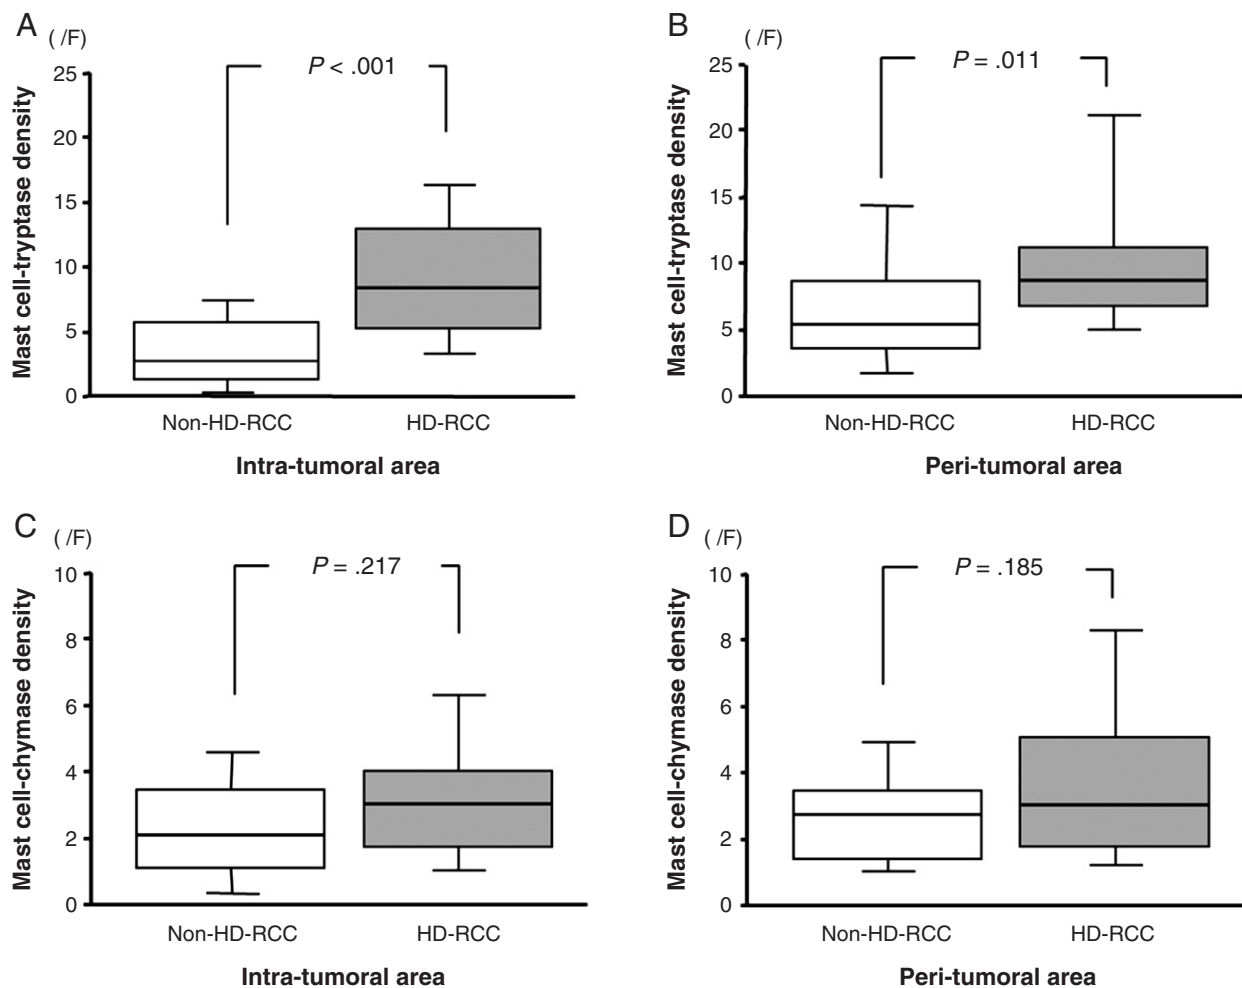 A
( /F)
P < .001
Mast cell-tryptase density
25
20
15
10
5
0
Non-HD-RCC
HD-RCC
Intra-tumoral area
B
( /F)
P = .011
Mast cell-tryptase density
25
20
15
10
5
0
Non-HD-RCC
HD-RCC
Peri-tumoral area
C
( /F)
P = .217
Mast cell-chymase density
10
8
6
4
2
0
Non-HD-RCC
HD-RCC
Intra-tumoral area
D
( /F)
P = .185
Mast cell-chymase density
10
8
6
4
2
0
Non-HD-RCC
HD-RCC
Peri-tumoral area